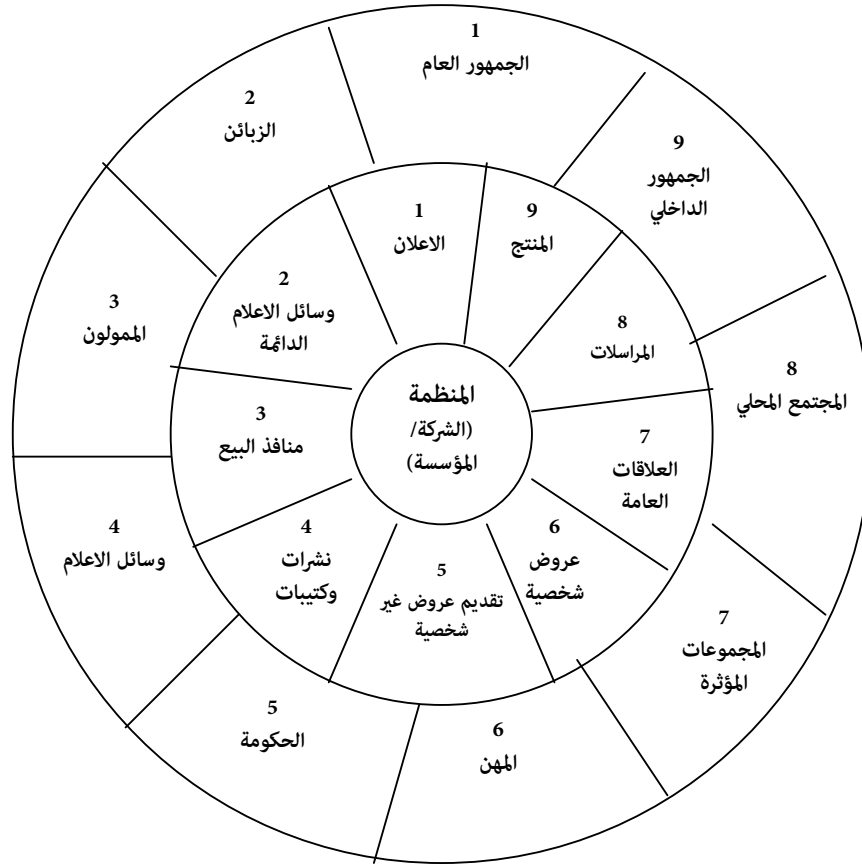 1
الجمهور العام
2
الزبائن
3
الممولون
4
وسائل الاعلام
5
الحكومة
6
المهن
7
المجموعات
المؤثرة
8
المجتمع المحلي
9
الجمهور
الداخلي
1
الاعلان
2
وسائل الاعلام
الدائمة
3
منافذ البيع
4
نشرات
وكتيبات
5
تقديم عروض غير
شخصية
6
عروض
شخصية
7
العلاقات
العامة
8
المراسلات
9
المنتج
المنظمة
(الشركة/
المؤسسة)